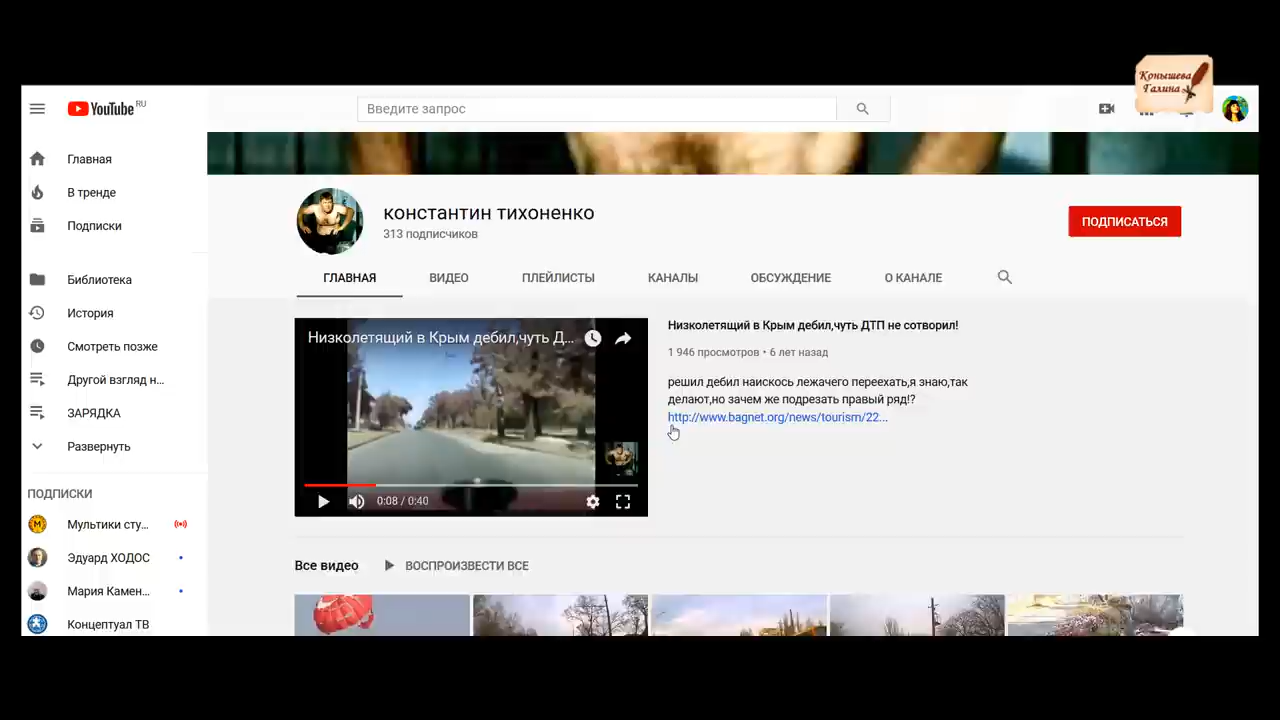 Конышева
Галина
YouTube RU
Введите запрос
Главная
В тренде
Подписки
Библиотека
История
Смотреть позже
Другой взгляд н...
ЗАРЯДКА
Развернуть
ПОДПИСКИ
Мультики сту...
Эдуард ХОДОС
Мария Камен...
Концептуал ТВ
константин тихоненко
313 подписчиков
ПОДПИСАТЬСЯ
ГЛАВНАЯ ВИДЕО ПЛЕЙЛИСТЫ КАНАЛЫ ОБСУЖДЕНИЕ О КАНАЛЕ
Низколетящий в Крым дебил,чуть Д...
0:08 / 0:40
Низколетящий в Крым дебил,чуть ДТП не сотворил!
1 946 просмотров • 6 лет назад
решил дебил наискось лежачего переехать,я знаю,так
делают,но зачем же подрезать правый ряд!?
http://www.bagnet.org/news/tourism/22...
Все видео ВОСПРОИЗВЕСТИ ВСЕ